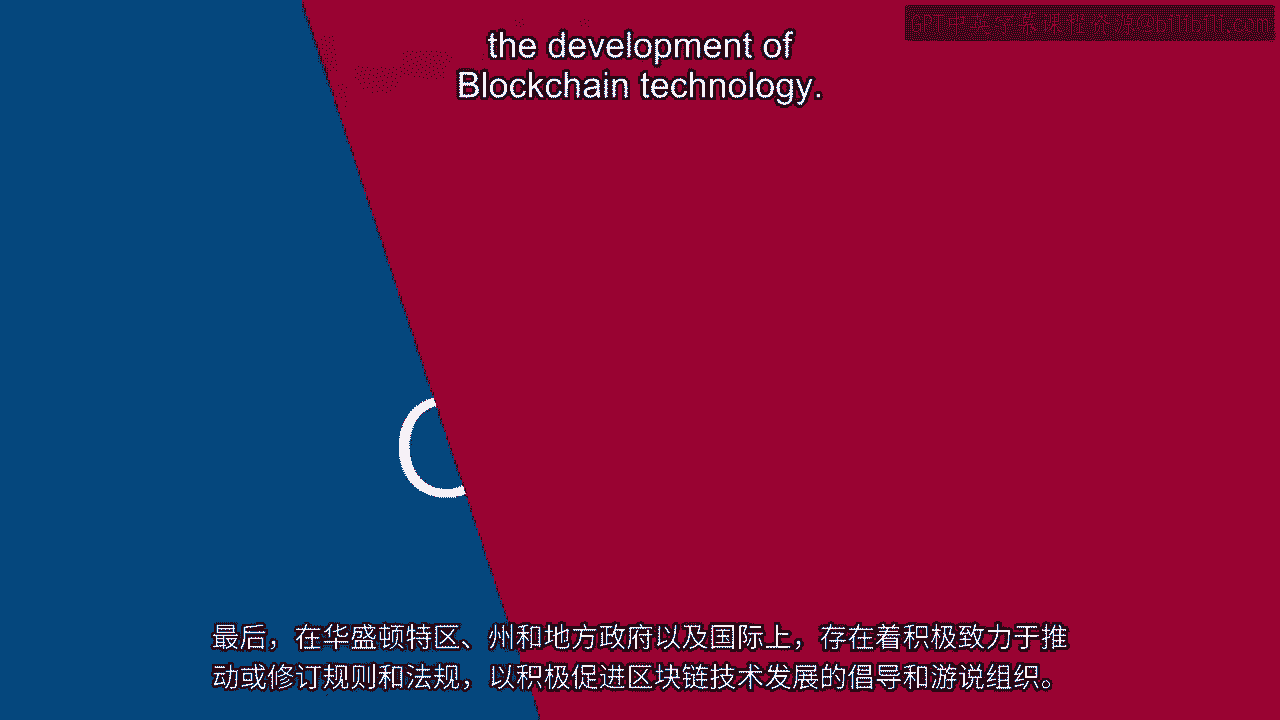 the development of
Blockchain technology.
最后，在华盛顿特区、州和地方政府以及国际上，存在着积极致力于推
动或修订规则和法规，以积极促进区块链技术发展的倡导和游说组织。